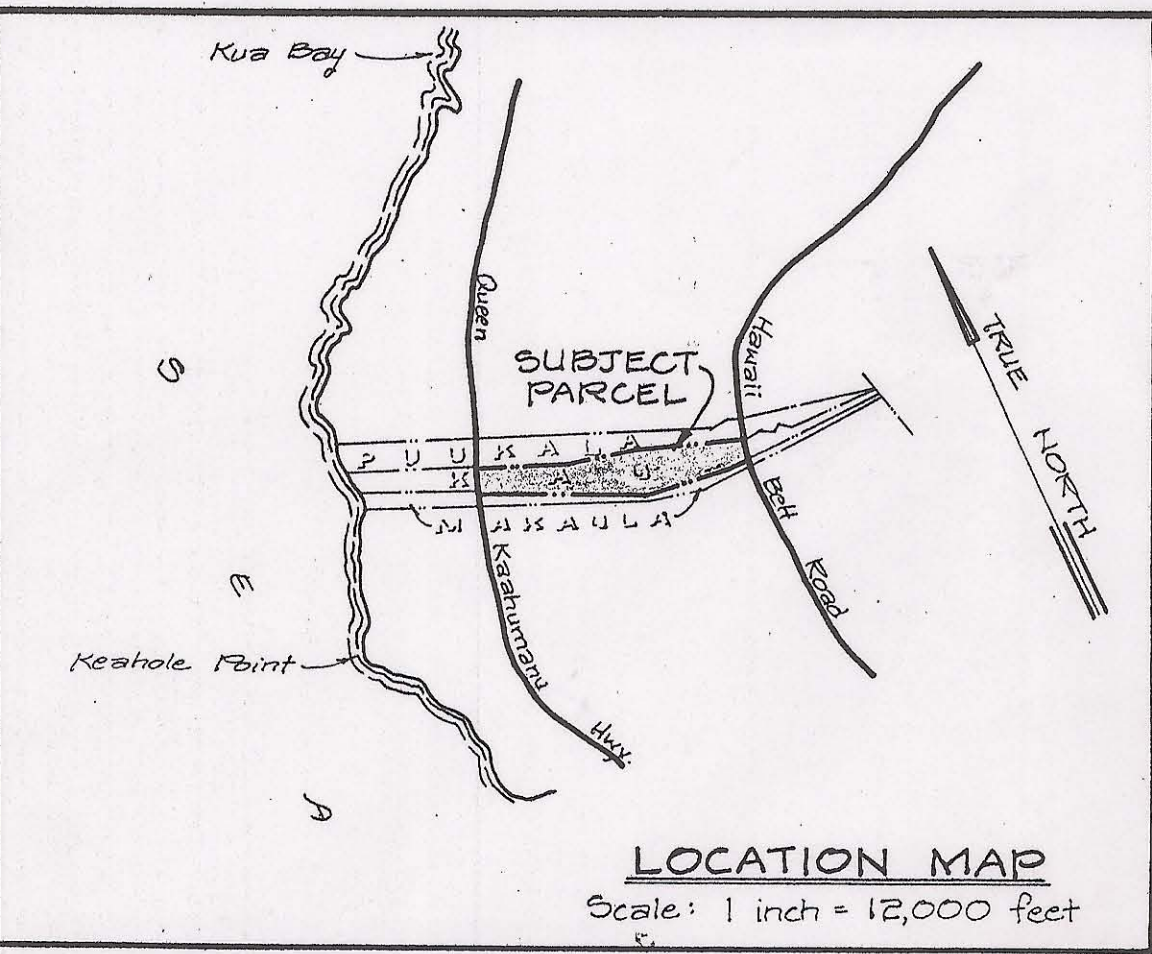 Kua Bay
Queen
Hawaii
TRUE NORTH
SUBJECT
PARCEL
PUUKALA
KAU
MAKAULA
SEA
Belt Road
Kaahumanu
Hwy.
Keahole Point
LOCATION MAP
Scale: 1 inch = 12,000 feet